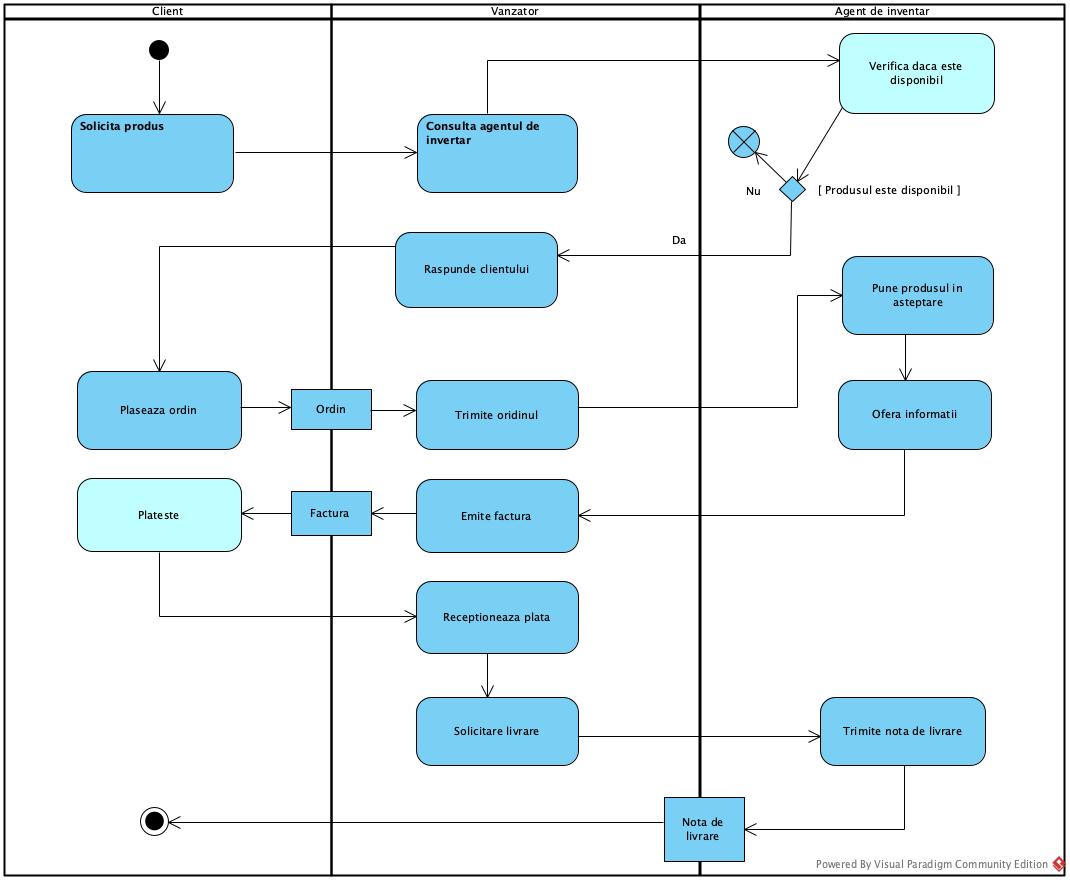 Client
Vanzator
Agent de inventar
Verifica daca este
disponibil
Solicita produs
Consulta agentul de
invertar
Nu
[ Produsul este disponibil ]
Da
Raspunde clientului
Pune produsul in
asteptare
Plaseaza ordin
Ordin
Trimite oridinul
Ofera informatii
Plateste
Factura
Emite factura
Receptioneaza plata
Solicitare livrare
Trimite nota de livrare
Nota de
livrare
Powered By Visual Paradigm Community Edition